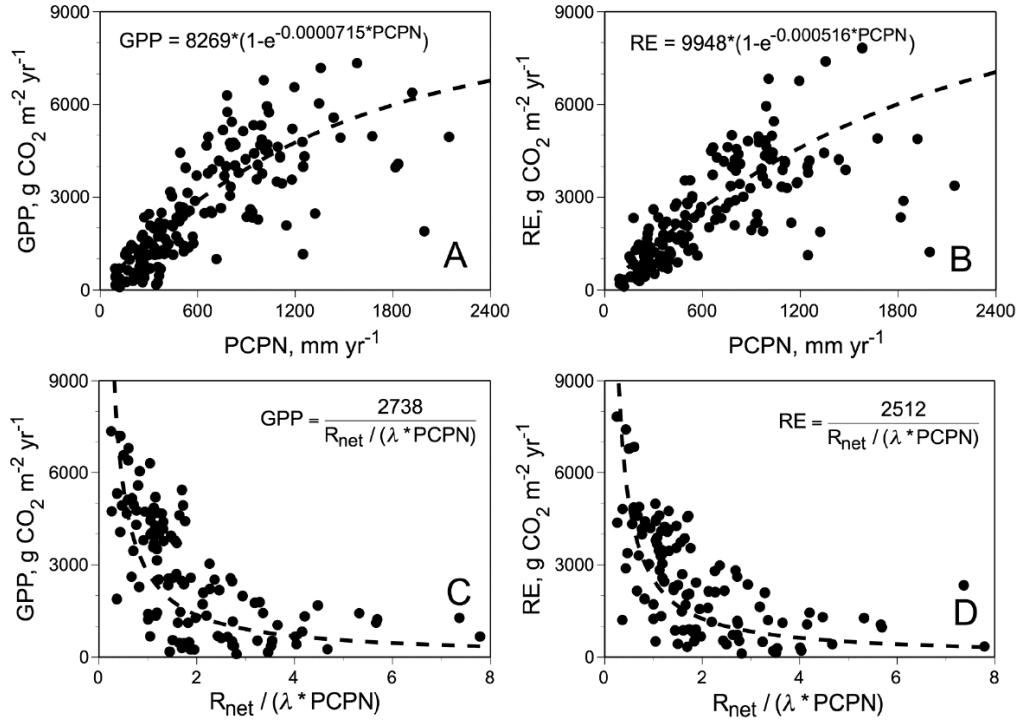 GPP = 8269*(1-e^-0.0000715*PCPN)
GPP, g CO2 m-2 yr-1
9000
6000
3000
0
0 600 1200 1800 2400
PCPN, mm yr-1
A
RE = 9948*(1-e^-0.000516*PCPN)
RE, g CO2 m-2 yr-1
9000
6000
3000
0
0 600 1200 1800 2400
PCPN, mm yr-1
B
GPP = 2738
Rnet / (λ * PCPN)
GPP, g CO2 m-2 yr-1
9000
6000
3000
0
0 2 4 6 8
Rnet / (λ * PCPN)
C
RE = 2512
Rnet / (λ * PCPN)
RE, g CO2 m-2 yr-1
9000
6000
3000
0
0 2 4 6 8
Rnet / (λ * PCPN)
D